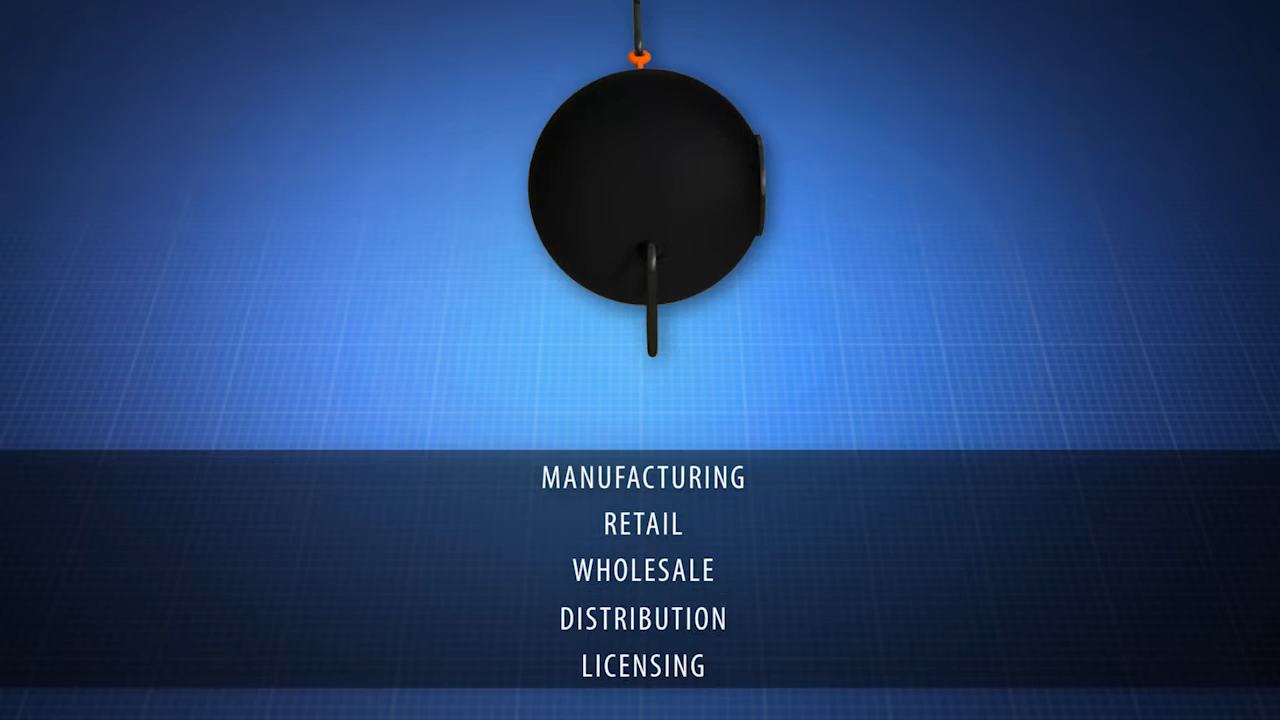 MANUFACTURING
RETAIL
WHOLESALE
DISTRIBUTION
LICENSING